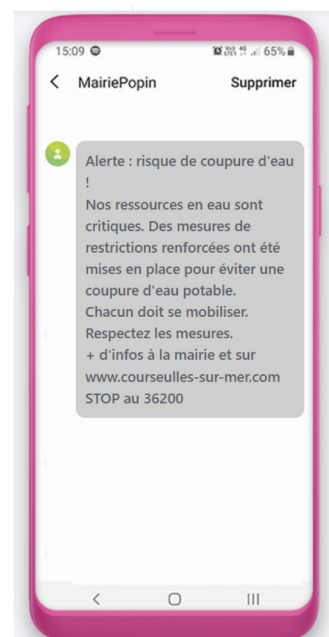 15:09 65%
MairiePopin Supprimer
Alerte : risque de coupure d'eau
!
Nos ressources en eau sont
critiques. Des mesures de
restrictions renforcées ont été
mises en place pour éviter une
coupure d'eau potable.
Chacun doit se mobiliser.
Respectez les mesures.
+ d'infos à la mairie et sur
www.courseulles-sur-mer.com
STOP au 36200